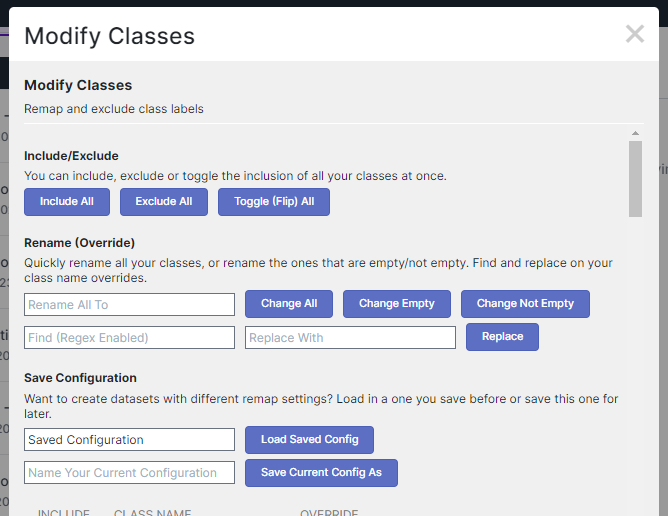 Modify Classes
Modify Classes
Remap and exclude class labels
Include/Exclude
You can include, exclude or toggle the inclusion of all your classes at once.
Include All Exclude All Toggle (Flip) All
Rename (Override)
Quickly rename all your classes, or rename the ones that are empty/not empty. Find and replace on your
class name overrides.
Rename All To Change All Change Empty Change Not Empty
Find (Regex Enabled) Replace With Replace
Save Configuration
Want to create datasets with different remap settings? Load in a one you save before or save this one for
later.
Saved Configuration Load Saved Config
Name Your Current Configuration Save Current Config As
INCLUDE CLASS NAME OVERRIDE